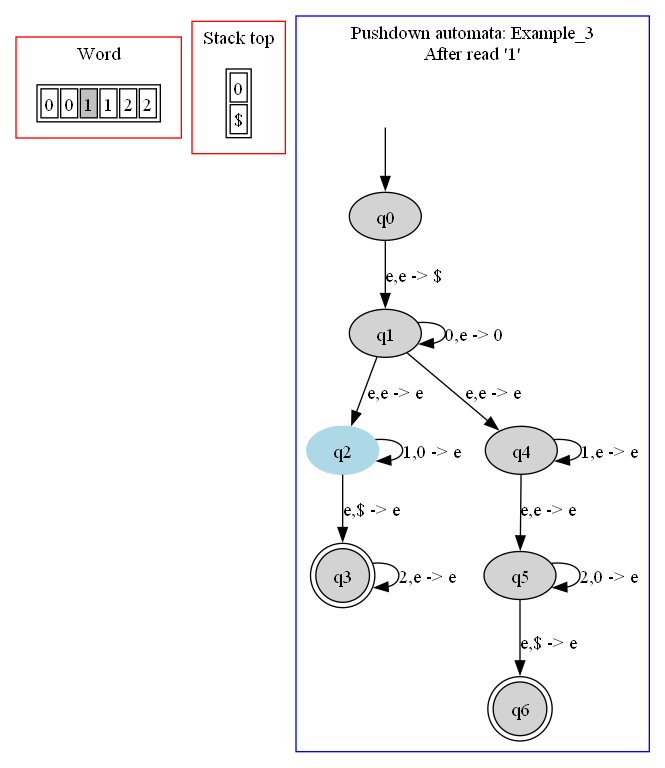 Word
0 0 1 1 2 2
Stack top
0
$
Pushdown automata: Example_3
After read '1'
q0
e,e -> $
q1
0,e -> 0
e,e -> e
e,e -> e
q2
1,0 -> e
q4
1,e -> e
e,$ -> e
e,e -> e
q3
2,e -> e
q5
2,0 -> e
e,$ -> e
q6